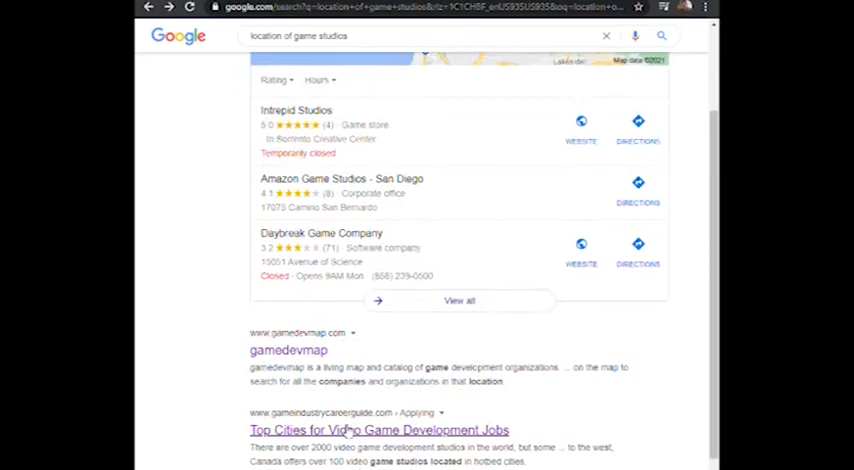 google.com/search?q=location+of+game+studios&rlz=1C1CHBF_enUS935US935&oq=location+o...
Google
location of game studios
Map data ©2021
Rating
Hours
Intrepid Studios
5.0 (4) · Game store
In Sorrento Creative Center
Temporarily closed
WEBSITE
DIRECTIONS
Amazon Game Studios - San Diego
4.1 (8) · Corporate office
17075 Camino San Bernardo
DIRECTIONS
Daybreak Game Company
3.2 (71) · Software company
15051 Avenue of Science
Closed · Opens 9AM Mon · (858) 239-0500
WEBSITE
DIRECTIONS
View all
www.gamedevmap.com
gamedevmap
gamedevmap is a living map and catalog of game development organizations. ... on the map to
search for all the companies and organizations in that location.
www.gameindustrycareerguide.com › Applying
Top Cities for Video Game Development Jobs
There are over 2000 video game development studios in the world, but some ... to the west,
Canada offers over 100 video game studios located in hotbed cities.